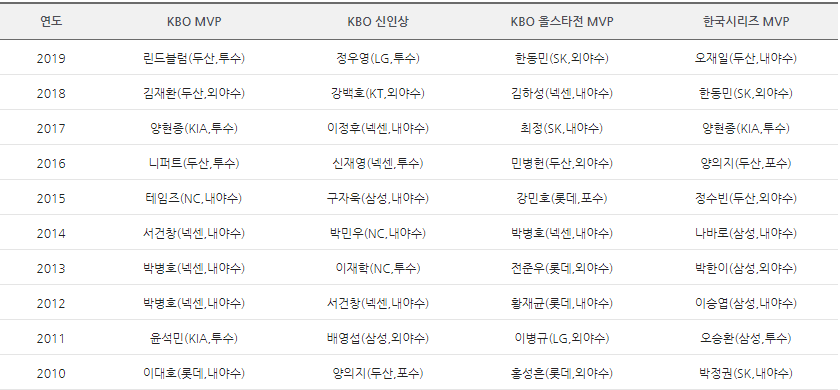 연도 KBO MVP KBO 신인상 KBO 올스타전 MVP 한국시리즈 MVP
2019 린드블럼(두산,투수) 정우영(LG,투수) 한동민(SK,외야수) 오재일(두산,내야수)
2018 김재환(두산,외야수) 강백호(KT,외야수) 김하성(넥센,내야수) 한동민(SK,외야수)
2017 양현종(KIA,투수) 이정후(넥센,내야수) 최정(SK,내야수) 양현종(KIA,투수)
2016 니퍼트(두산,투수) 신재영(넥센,투수) 민병헌(두산,외야수) 양의지(두산,포수)
2015 테임즈(NC,내야수) 구자욱(삼성,내야수) 강민호(롯데,포수) 정수빈(두산,외야수)
2014 서건창(넥센,내야수) 박민우(NC,내야수) 박병호(넥센,내야수) 나바로(삼성,내야수)
2013 박병호(넥센,내야수) 이재학(NC,투수) 전준우(롯데,외야수) 박한이(삼성,외야수)
2012 박병호(넥센,내야수) 서건창(넥센,내야수) 황재균(롯데,내야수) 이승엽(삼성,내야수)
2011 윤석민(KIA,투수) 배영섭(삼성,외야수) 이병규(LG,외야수) 오승환(삼성,투수)
2010 이대호(롯데,내야수) 양의지(두산,포수) 홍성흔(롯데,외야수) 박정권(SK,내야수)